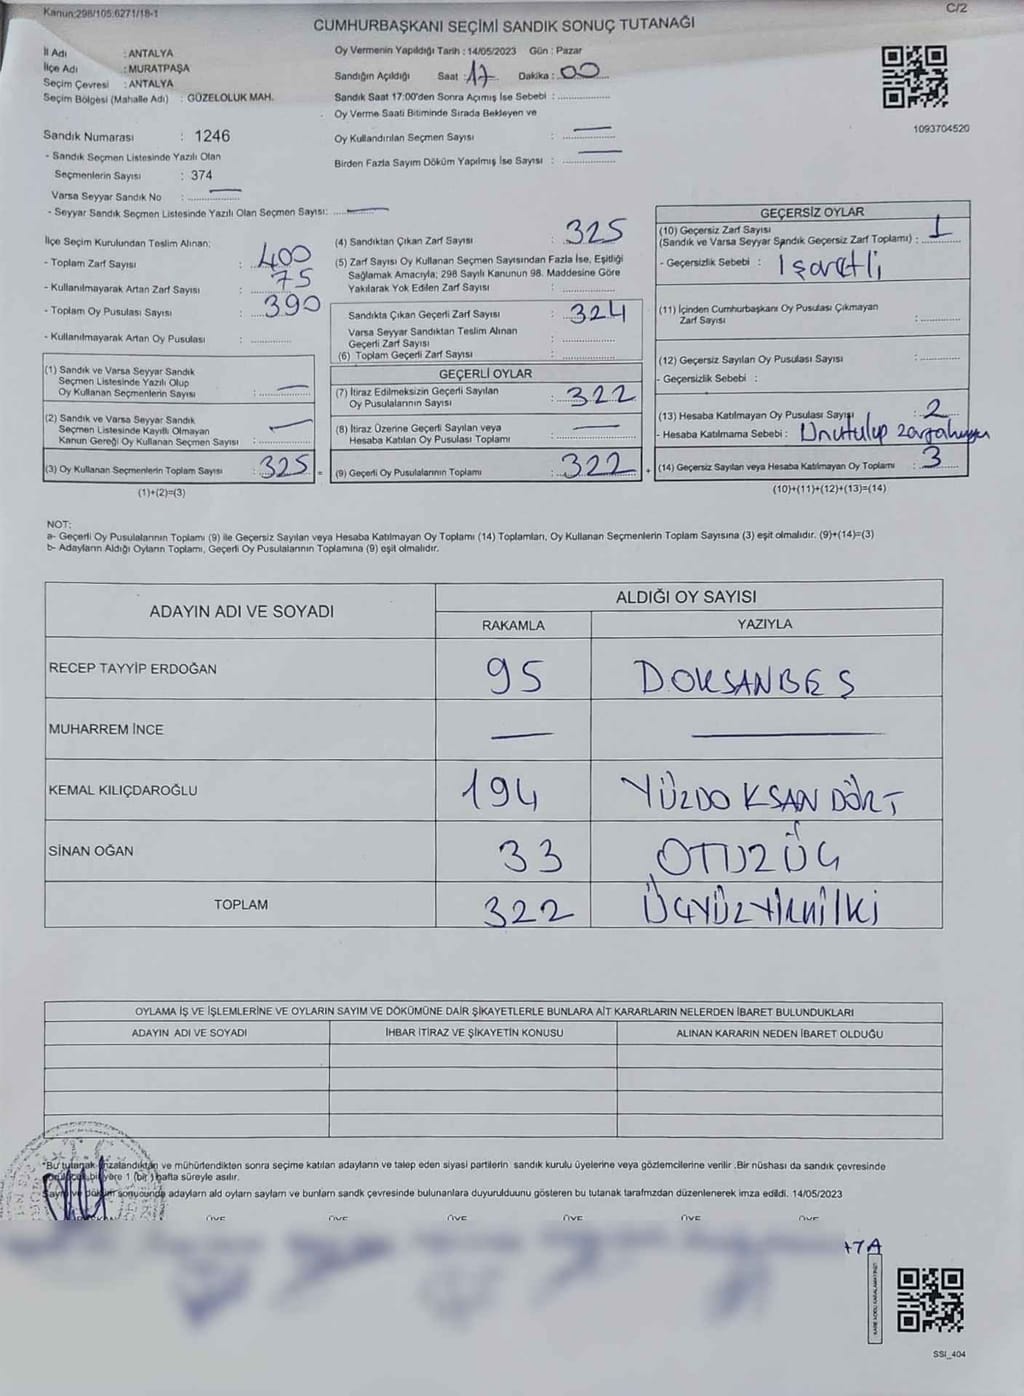 Kanun:298/105.6271/18-1
C/2
CUMHURBAŞKANI SEÇİMİ SANDIK SONUÇ TUTANAĞI
İl Adı : ANTALYA
İlçe Adı : MURATPAŞA
Seçim Çevresi : ANTALYA
Seçim Bölgesi (Mahalle Adı) : GÜZELOLUK MAH.
Sandık Numarası : 1246
- Sandık Seçmen Listesinde Yazılı Olan
Seçmenlerin Sayısı : 374
Varsa Seyyar Sandık No : —
- Seyyar Sandık Seçmen Listesinde Yazılı Olan Seçmen Sayısı: —
Oy Vermenin Yapıldığı Tarih : 14/05/2023 Gün : Pazar
Sandığın Açıldığı Saat : 17 Dakika : 00
Sandık Saat 17:00'den Sonra Açımış İse Sebebi :
Oy Verme Saati Bitiminde Sırada Bekleyen ve
Oy Kullandırılan Seçmen Sayısı : —
Birden Fazla Sayım Döküm Yapılmış İse Sayısı : —
1093704520
İlçe Seçim Kurulundan Teslim Alınan;
- Toplam Zarf Sayısı : 400
- Kullanılmayarak Artan Zarf Sayısı : 75
- Toplam Oy Pusulası Sayısı : 390
- Kullanılmayarak Artan Oy Pusulası :
(1) Sandık ve Varsa Seyyar Sandık
Seçmen Listesinde Yazılı Olup
Oy Kullanan Seçmenlerin Sayısı : —
(2) Sandık ve Varsa Seyyar Sandık
Seçmen Listesinde Kayıtlı Olmayan
Kanun Gereği Oy Kullanan Seçmen Sayısı : —
(3) Oy Kullanan Seçmenlerin Toplam Sayısı : 325 =
(1)+(2)=(3)
(4) Sandıktan Çıkan Zarf Sayısı : 325
(5) Zarf Sayısı Oy Kullanan Seçmen Sayısından Fazla İse, Eşitliği
Sağlamak Amacıyla; 298 Sayılı Kanunun 98. Maddesine Göre
Yakılarak Yok Edilen Zarf Sayısı :
Sandıkta Çıkan Geçerli Zarf Sayısı : 324
Varsa Seyyar Sandıktan Teslim Alınan
Geçerli Zarf Sayısı :
(6) Toplam Geçerli Zarf Sayısı :
GEÇERLİ OYLAR
(7) İtiraz Edilmeksizin Geçerli Sayılan
Oy Pusulalarının Sayısı : 322
(8) İtiraz Üzerine Geçerli Sayılan veya
Hesaba Katılan Oy Pusulası Toplamı : —
(9) Geçerli Oy Pusulalarının Toplamı : 322 +
GEÇERSİZ OYLAR
(10) Geçersiz Zarf Sayısı
(Sandık ve Varsa Seyyar Sandık Geçersiz Zarf Toplamı) : 1
- Geçersizlik Sebebi : İşaretli
(11) İçinden Cumhurbaşkanı Oy Pusulası Çıkmayan
Zarf Sayısı :
(12) Geçersiz Sayılan Oy Pusulası Sayısı :
- Geçersizlik Sebebi :
(13) Hesaba Katılmayan Oy Pusulası Sayısı : 2
- Hesaba Katılmama Sebebi : Unutulup
(14) Geçersiz Sayılan veya Hesaba Katılmayan Oy Toplamı : 3
(10)+(11)+(12)+(13)=(14)
NOT:
a- Geçerli Oy Pusulalarının Toplamı (9) ile Geçersiz Sayılan veya Hesaba Katılmayan Oy Toplamı (14) Toplamları, Oy Kullanan Seçmenlerin Toplam Sayısına (3) eşit olmalıdır. (9)+(14)=(3)
b- Adayların Aldığı Oyların Toplamı, Geçerli Oy Pusulalarının Toplamına (9) eşit olmalıdır.
ADAYIN ADI VE SOYADI
ALDIĞI OY SAYISI
RAKAMLA YAZIYLA
RECEP TAYYİP ERDOĞAN 95 DOKSANBEŞ
MUHARREM İNCE — —
KEMAL KILIÇDAROĞLU 194 YÜZDOKSANDÖRT
SİNAN OĞAN 33 OTUZÜÇ
TOPLAM 322 ÜÇYÜZYİRMİİKİ
OYLAMA İŞ VE İŞLEMLERİNE VE OYLARIN SAYIM VE DÖKÜMÜNE DAİR ŞİKAYETLERLE BUNLARA AİT KARARLARIN NELERDEN İBARET BULUNDUKLARI
ADAYIN ADI VE SOYADI İHBAR İTİRAZ VE ŞİKAYETİN KONUSU ALINAN KARARIN NEDEN İBARET OLDUĞU
"Bu tutanak imzalandıktan ve mühürlendikten sonra seçime katılan adayların ve talep eden siyasi partilerin sandık kurulu üyelerine veya gözlemcilerine verilir .Bir nüshası da sandık çevresinde
bir yere 1 (bir) hafta süreyle asılır.
Sayım ve döküm sonucunda adayların ald oyların sayları ve bunların sandk çevresinde bulunanlara duyurulduunu gösteren bu tutanak tarafmzdan düzenlenerek imza edildi. 14/05/2023
ÜYE ÜYE ÜYE ÜYE ÜYE ÜYE
+7A
SSI_404